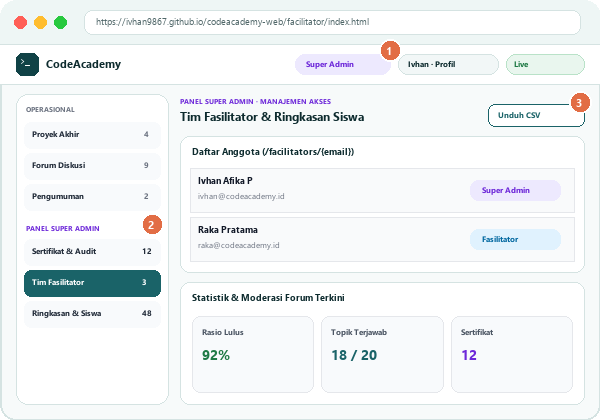 https://ivhan9867.github.io/codeacademy-web/facilitator/index.html
>_ CodeAcademy
Super Admin
1
Ivhan · Profil
Live
OPERASIONAL
Proyek Akhir 4
Forum Diskusi 9
Pengumuman 2
PANEL SUPER ADMIN
2
Sertifikat & Audit 12
Tim Fasilitator 3
Ringkasan & Siswa 48
PANEL SUPER ADMIN · MANAJEMEN AKSES
Tim Fasilitator & Ringkasan Siswa
Unduh CSV
3
Daftar Anggota (/facilitators/{email})
Ivhan Afika P
ivhan@codeacademy.id
Super Admin
Raka Pratama
raka@codeacademy.id
Fasilitator
Statistik & Moderasi Forum Terkini
Rasio Lulus
92%
Topik Terjawab
18 / 20
Sertifikat
12